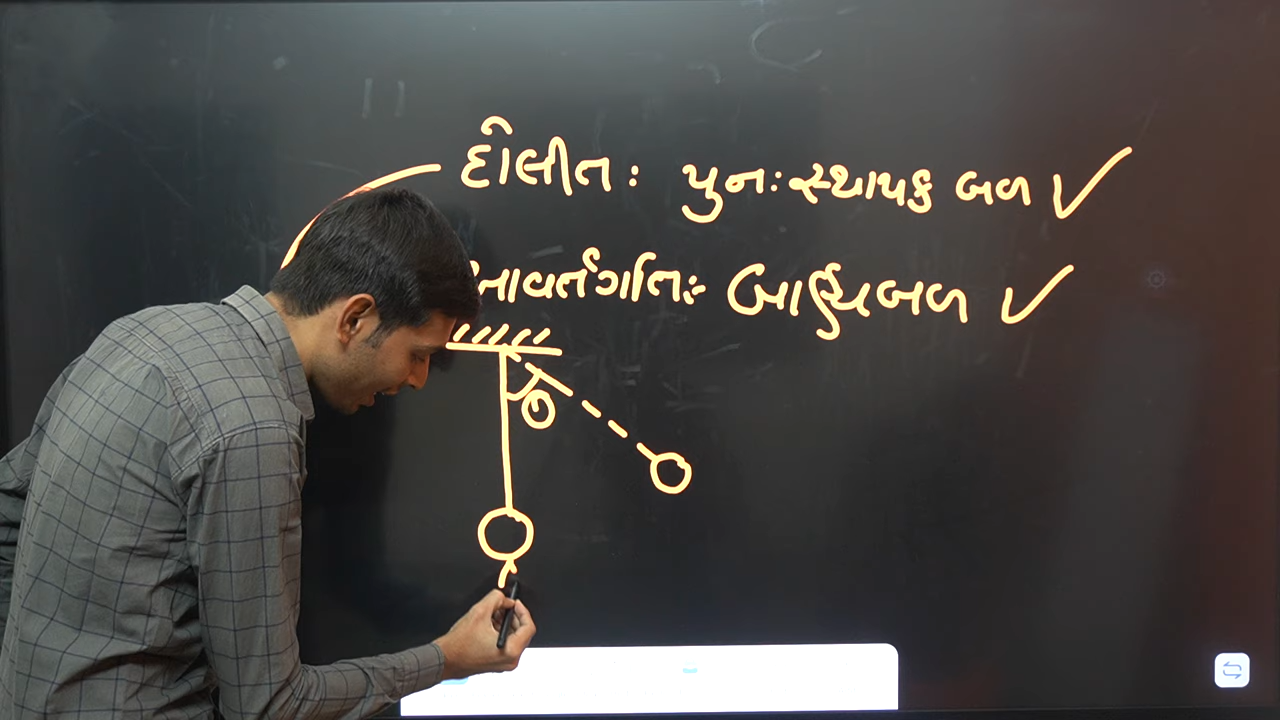 દોલીત : પુનઃસ્થાપક બળ ✓
આવર્તગતિ : બાહ્યબળ ✓
θ